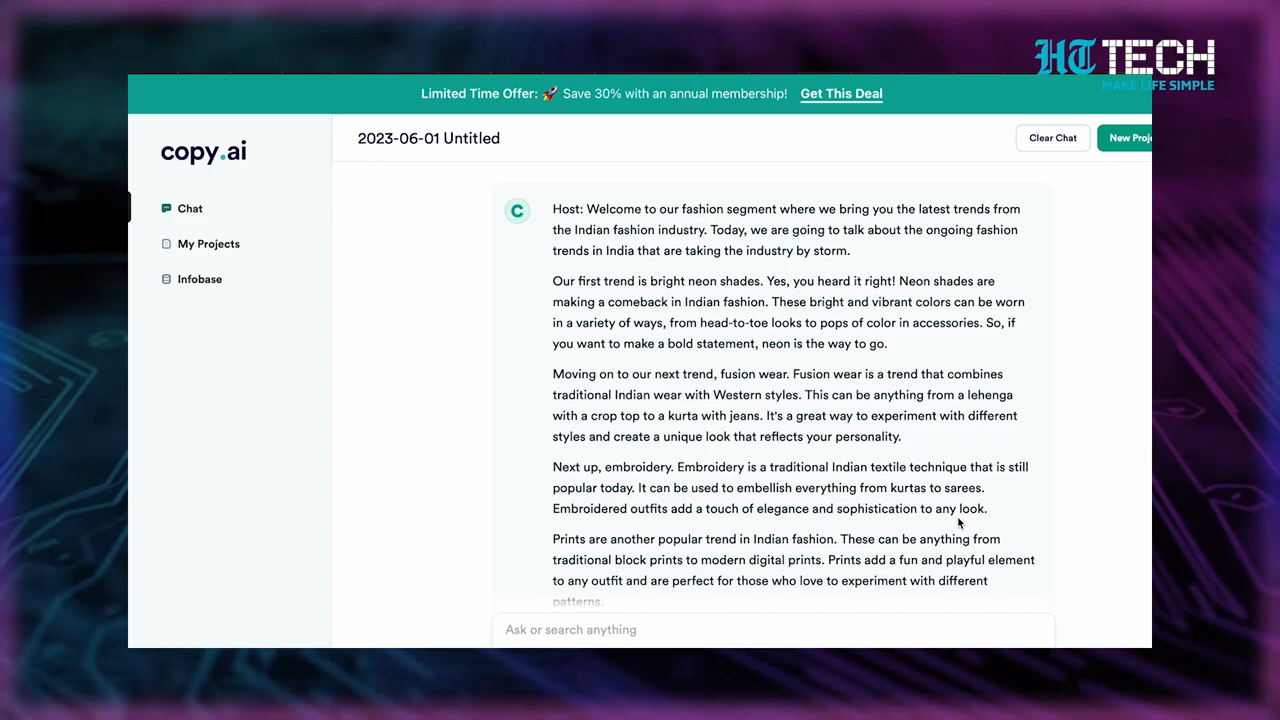 HT TECH
MAKE LIFE SIMPLE
Limited Time Offer: 🚀 Save 30% with an annual membership! Get This Deal
copy.ai
2023-06-01 Untitled
Clear Chat
New Proje
Chat
My Projects
Infobase
C
Host: Welcome to our fashion segment where we bring you the latest trends from
the Indian fashion industry. Today, we are going to talk about the ongoing fashion
trends in India that are taking the industry by storm.
Our first trend is bright neon shades. Yes, you heard it right! Neon shades are
making a comeback in Indian fashion. These bright and vibrant colors can be worn
in a variety of ways, from head-to-toe looks to pops of color in accessories. So, if
you want to make a bold statement, neon is the way to go.
Moving on to our next trend, fusion wear. Fusion wear is a trend that combines
traditional Indian wear with Western styles. This can be anything from a lehenga
with a crop top to a kurta with jeans. It's a great way to experiment with different
styles and create a unique look that reflects your personality.
Next up, embroidery. Embroidery is a traditional Indian textile technique that is still
popular today. It can be used to embellish everything from kurtas to sarees.
Embroidered outfits add a touch of elegance and sophistication to any look.
Prints are another popular trend in Indian fashion. These can be anything from
traditional block prints to modern digital prints. Prints add a fun and playful element
to any outfit and are perfect for those who love to experiment with different
patterns.
Ask or search anything